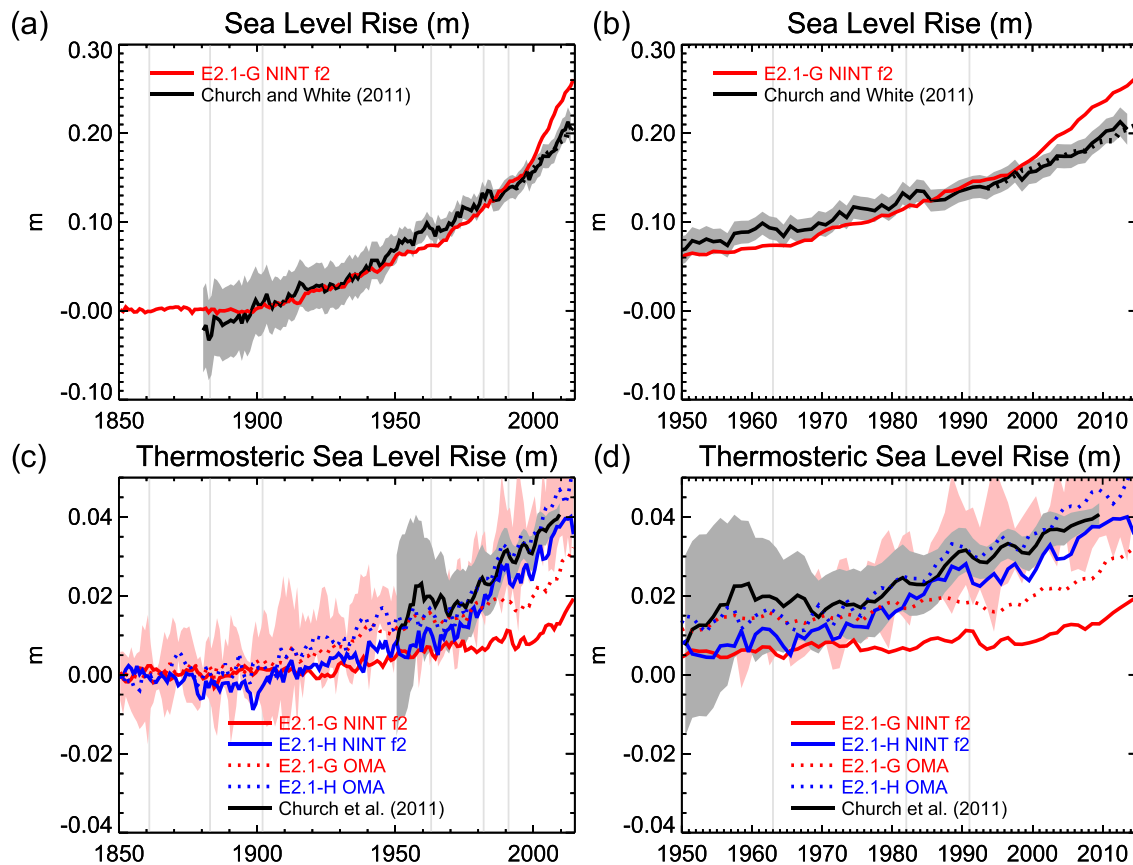 (a) Sea Level Rise (m)
0.30
0.20
0.10
-0.00
-0.10
m
E2.1-G NINT f2
Church and White (2011)
1850 1900 1950 2000
(b) Sea Level Rise (m)
0.30
0.20
0.10
-0.00
-0.10
m
E2.1-G NINT f2
Church and White (2011)
1950 1960 1970 1980 1990 2000 2010
(c) Thermosteric Sea Level Rise (m)
0.04
0.02
0.00
-0.02
-0.04
m
E2.1-G NINT f2
E2.1-H NINT f2
E2.1-G OMA
E2.1-H OMA
Church et al. (2011)
1850 1900 1950 2000
(d) Thermosteric Sea Level Rise (m)
0.04
0.02
0.00
-0.02
-0.04
m
E2.1-G NINT f2
E2.1-H NINT f2
E2.1-G OMA
E2.1-H OMA
Church et al. (2011)
1950 1960 1970 1980 1990 2000 2010